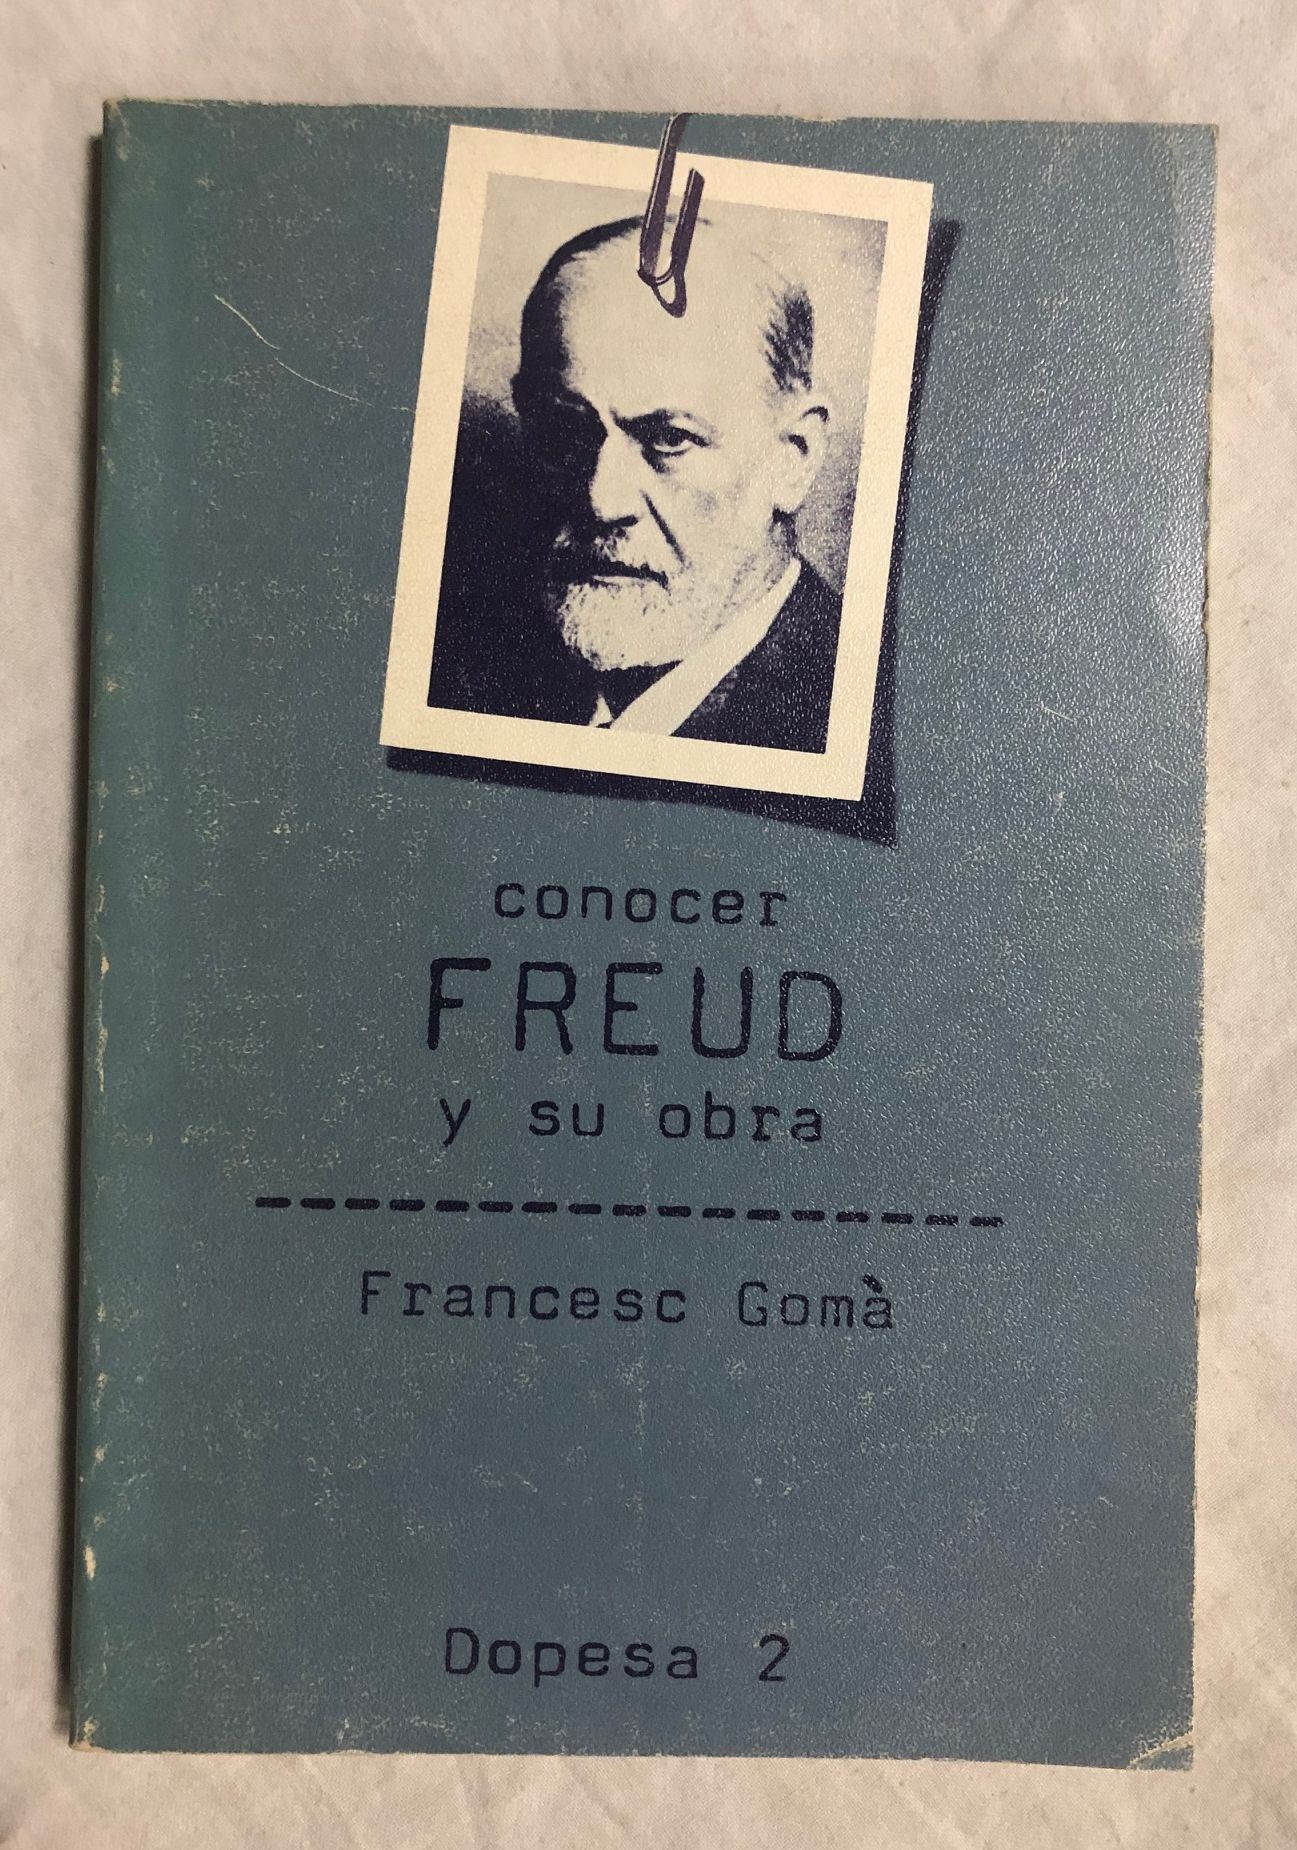 conocer
FREUD
y su obra
Francesc Gomà
Dopesa 2